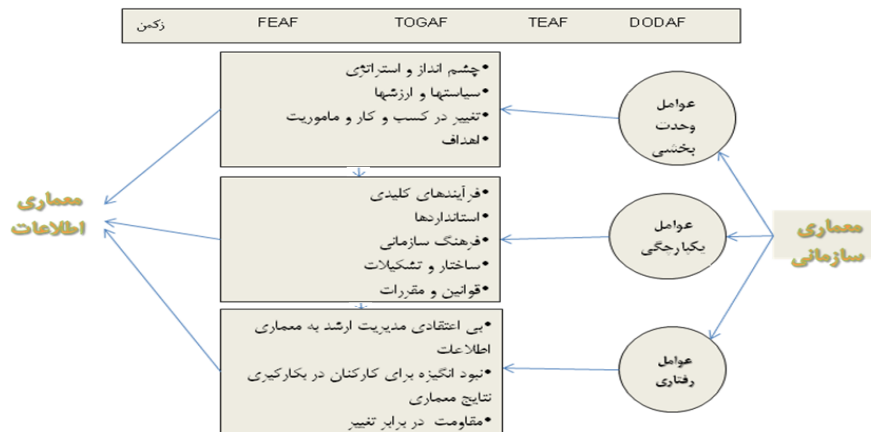 زکمن FEAF TOGAF TEAF DODAF
•چشم انداز و استراتژی
•سیاستها و ارزشها
•تغییر در کسب و کار و ماموریت
•اهداف
عوامل
وحدت
بخشی
•فرآیندهای کلیدی
•استانداردها
•فرهنگ سازمانی
•ساختار و تشکیلات
•قوانین و مقررات
عوامل
یکپارچگی
معماری
سازمانی
معماری
اطلاعات
•بی اعتقادی مدیریت ارشد به معماری
اطلاعات
•نبود انگیزه برای کارکنان در بکارگیری
نتایج معماری
•مقاومت در برابر تغییر
عوامل
رفتاری